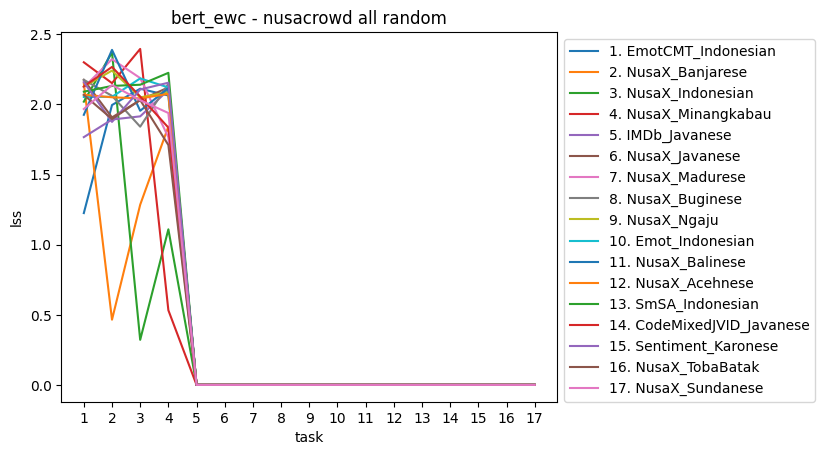 bert_ewc - nusacrowd all random
2.5
2.0
1.5
1.0
0.5
0.0
lss
1 2 3 4 5 6 7 8 9 10 11 12 13 14 15 16 17
task
1. EmotCMT_Indonesian
2. NusaX_Banjarese
3. NusaX_Indonesian
4. NusaX_Minangkabau
5. IMDb_Javanese
6. NusaX_Javanese
7. NusaX_Madurese
8. NusaX_Buginese
9. NusaX_Ngaju
10. Emot_Indonesian
11. NusaX_Balinese
12. NusaX_Acehnese
13. SmSA_Indonesian
14. CodeMixedJVID_Javanese
15. Sentiment_Karonese
16. NusaX_TobaBatak
17. NusaX_Sundanese